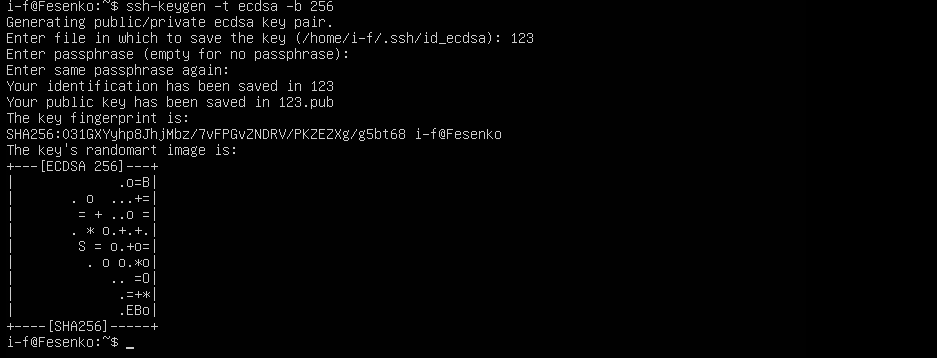 i-f@Fesenko:~$ ssh-keygen -t ecdsa -b 256
Generating public/private ecdsa key pair.
Enter file in which to save the key (/home/i-f/.ssh/id_ecdsa): 123
Enter passphrase (empty for no passphrase):
Enter same passphrase again:
Your identification has been saved in 123
Your public key has been saved in 123.pub
The key fingerprint is:
SHA256:O31GXYyhp8JhjMbz/7vFPGvZNDRV/PKZEZXg/g5bt68 i-f@Fesenko
The key's randomart image is:
+---[ECDSA 256]---+
|             .o=B|
|       . o  ...+=|
|        = + ..o =|
|       . * o.+.+.|
|        S = o.+o=|
|         . o o.*o|
|            .. =O|
|             .=+*|
|             .EBo|
+----[SHA256]-----+
i-f@Fesenko:~$ _